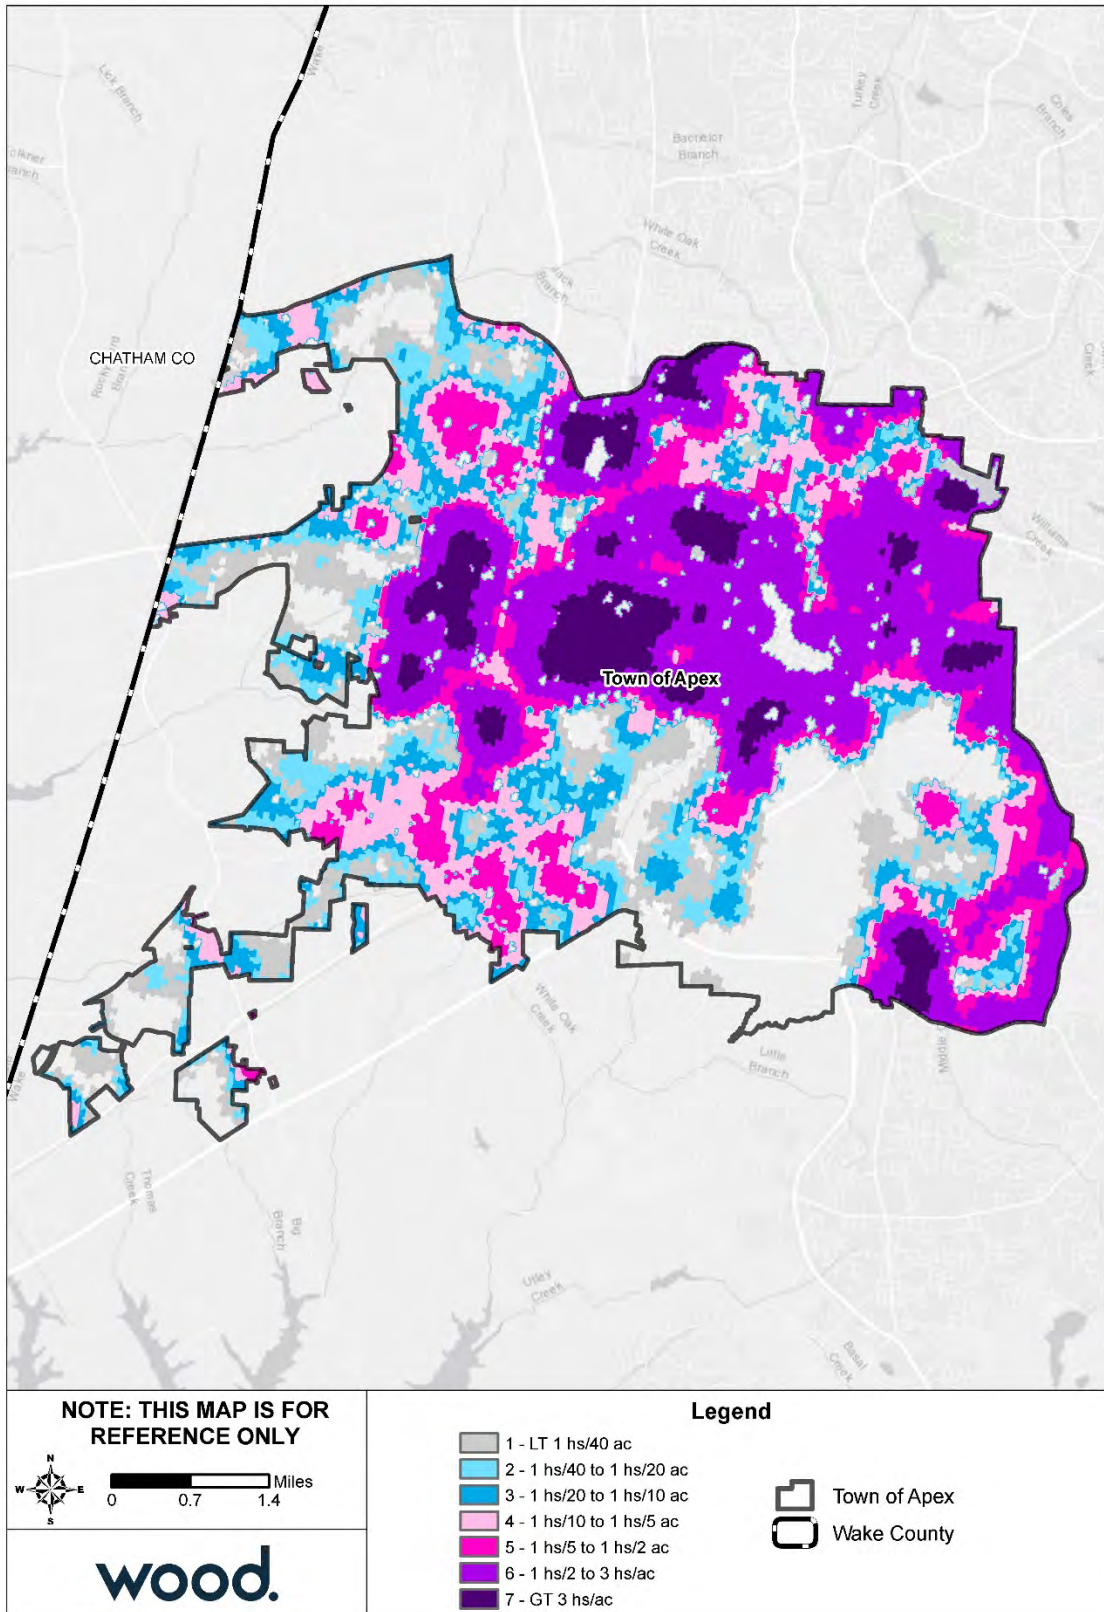 Lick Branch
Wake
Turkey Creek
Coles Branch
Bachelor Branch
White Oak Creek
CHATHAM CO
Williams Creek
Town of Apex
White Oak Creek
Little Branch
Middle
Wake
Thomas Creek
Big Branch
Utley Creek
Basal Creek
NOTE: THIS MAP IS FOR
REFERENCE ONLY
N
W E
S
Miles
0 0.7 1.4
wood.
Legend
1 - LT 1 hs/40 ac
2 - 1 hs/40 to 1 hs/20 ac
3 - 1 hs/20 to 1 hs/10 ac
4 - 1 hs/10 to 1 hs/5 ac
5 - 1 hs/5 to 1 hs/2 ac
6 - 1 hs/2 to 3 hs/ac
7 - GT 3 hs/ac
Town of Apex
Wake County